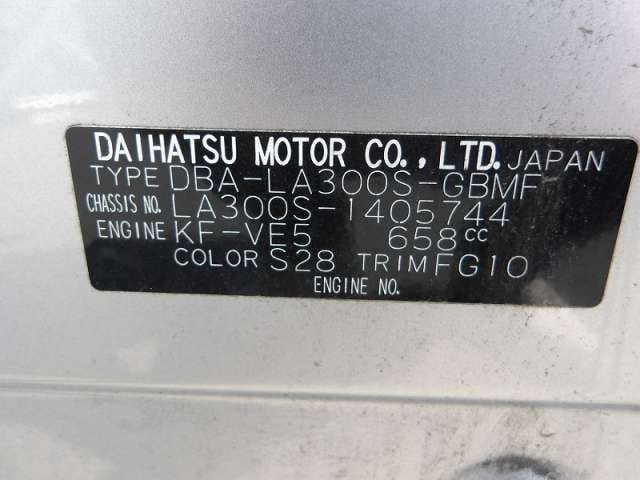 DAIHATSU MOTOR CO.,LTD. JAPAN
TYPE DBA-LA300S-GBMF
CHASSIS NO. LA300S-1405744
ENGINE KF-VE5 658cc
COLOR S28 TRIM FG10
ENGINE NO.